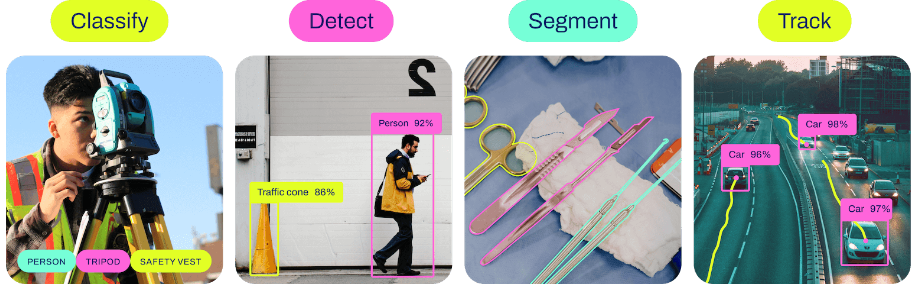 Classify
Detect
Segment
Track
PERSON
TRIPOD
SAFETY VEST
2
Person 92%
Traffic cone 86%
Car 98%
Car 96%
Car 97%